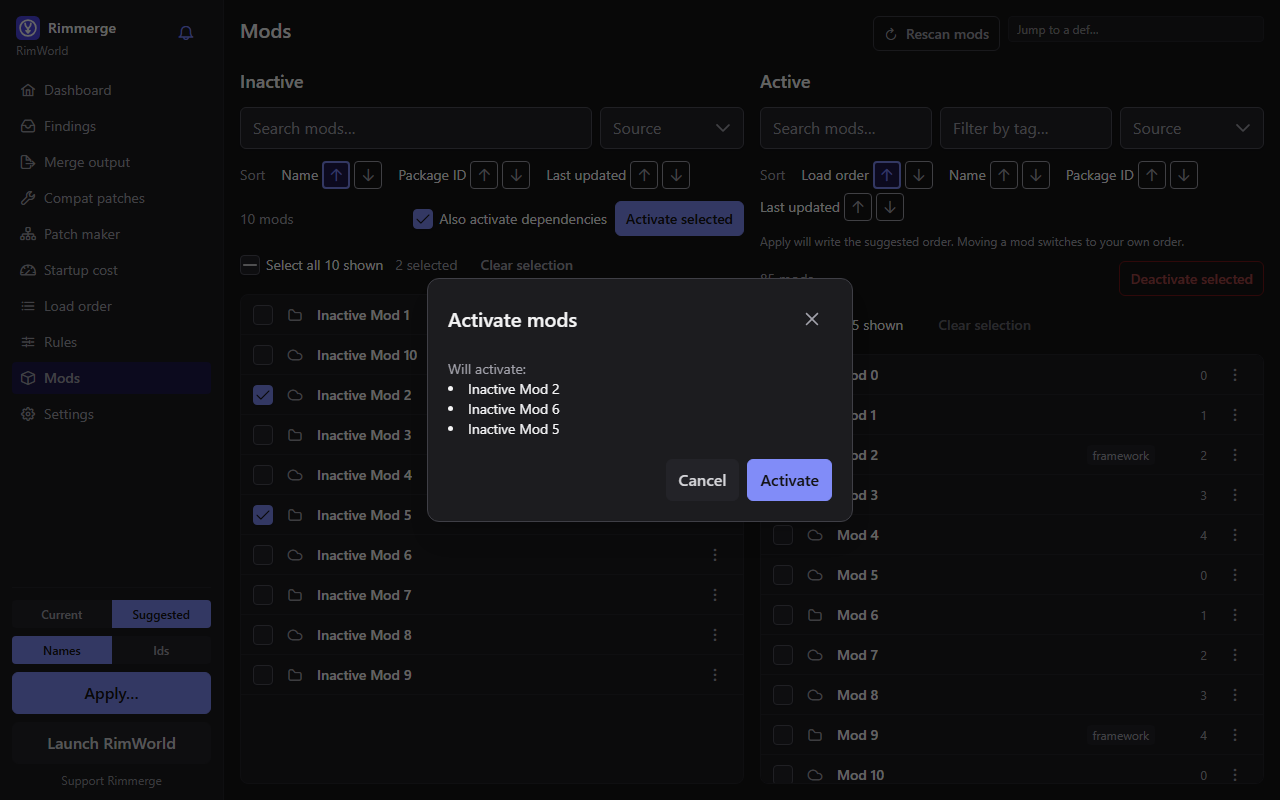 Rimmerge
RimWorld
Dashboard
Findings
Merge output
Compat patches
Patch maker
Startup cost
Load order
Rules
Mods
Settings
Current Suggested
Names Ids
Apply...
Launch RimWorld
Support Rimmerge
Mods
Rescan mods
Jump to a def...
Inactive
Search mods... Source
Sort Name Package ID Last updated
10 mods Also activate dependencies Activate selected
Select all 10 shown 2 selected Clear selection
Inactive Mod 1
Inactive Mod 10
Inactive Mod 2
Inactive Mod 3
Inactive Mod 4
Inactive Mod 5
Inactive Mod 6
Inactive Mod 7
Inactive Mod 8
Inactive Mod 9
Active
Search mods... Filter by tag... Source
Sort Load order Name Package ID
Last updated
Apply will write the suggested order. Moving a mod switches to your own order.
Deactivate selected
5 shown Clear selection
0
1
framework 2
3
Mod 4 4
Mod 5 0
Mod 6 1
Mod 7 2
Mod 8 3
Mod 9 framework 4
Mod 10 0
Activate mods
Will activate:
Inactive Mod 2
Inactive Mod 6
Inactive Mod 5
Cancel Activate